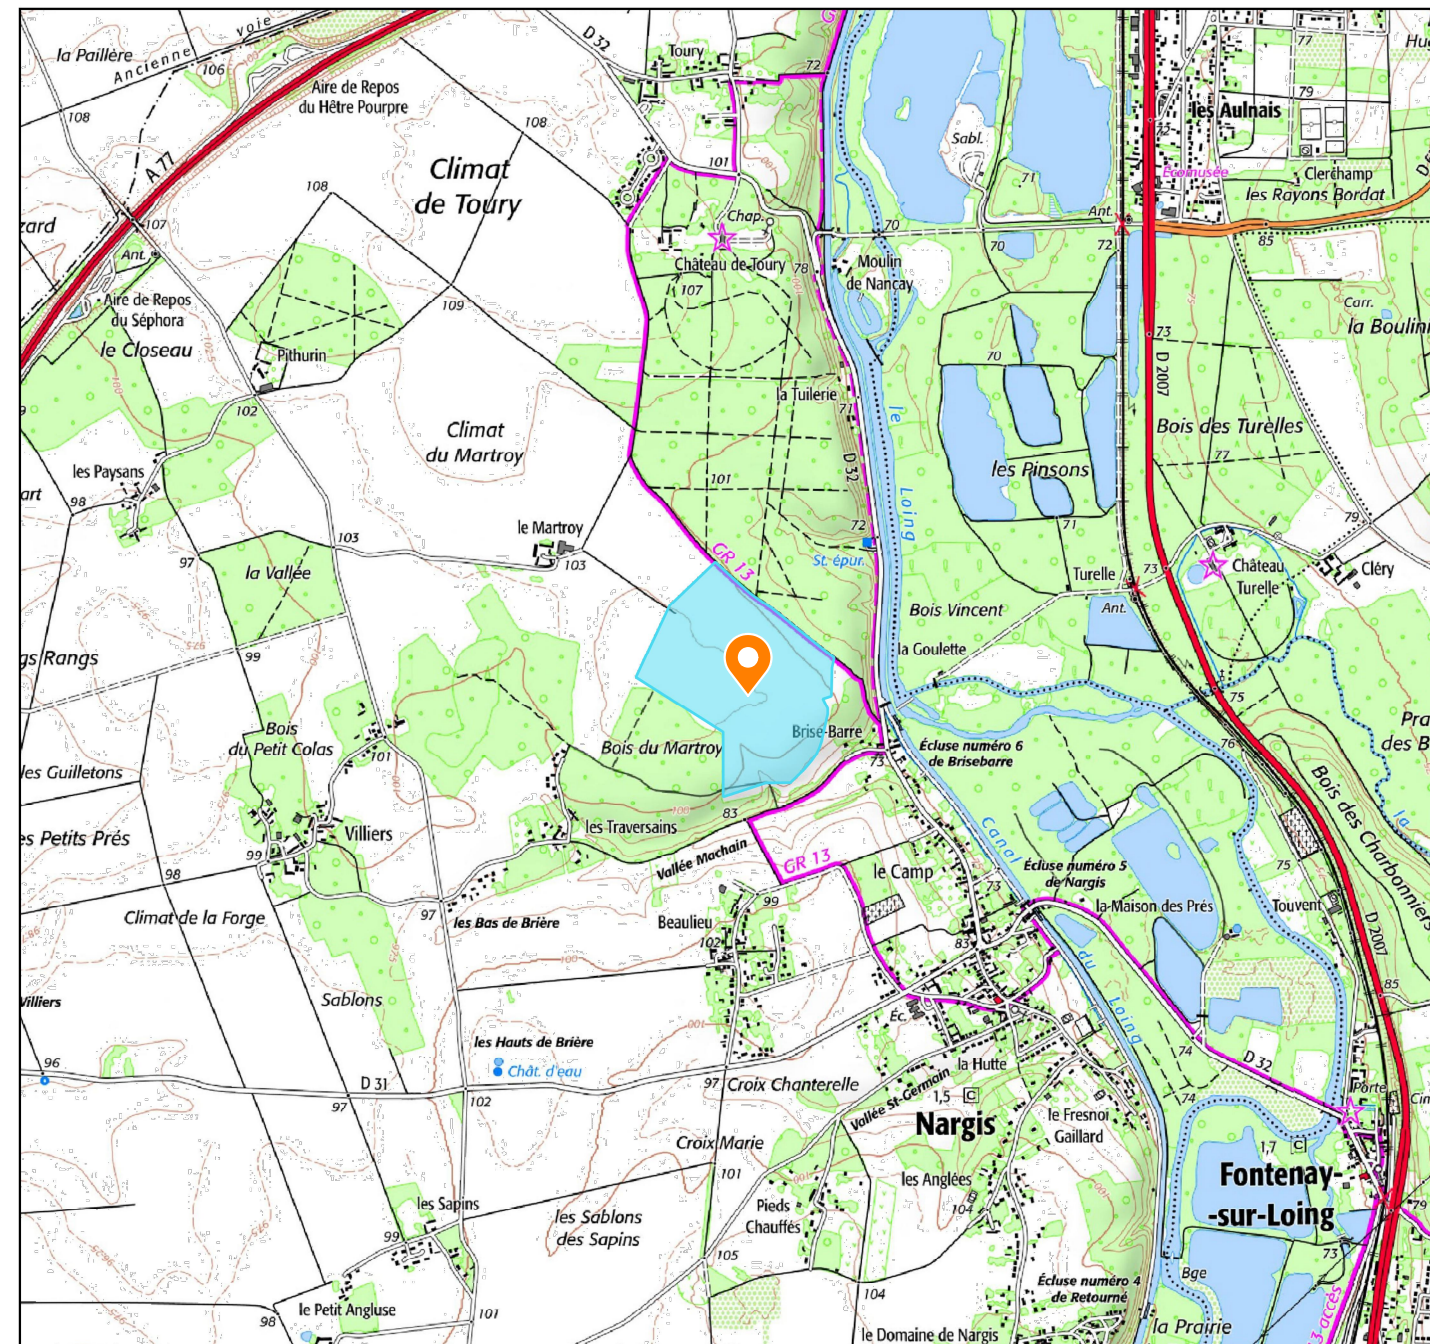 la Paillère
Ancienne voie
106
108
Aire de Repos
du Hêtre Pourpre
A 77
D 32
Toury
72
G
77
Hu
79
les Aulnais
72
Écomusée
Clerchamp
les Rayons Bordat
Sabl.
71
Ant.
72
85
70
70
Climat
de Toury
108
108
101
Chap.
Château de Toury
78
107
Moulin
de Nançay
zard
107
Ant.
Aire de Repos
du Séphora
le Closeau
109
Pithurin
102
Carr.
la Boulin
73
D 2007
70
la Tuilerie
71
le Loing
Climat
du Martroy
D 32
Bois des Turelles
77
les Pinsons
les Paysans
98
art
101
71
72
79
le Martroy
103
103
97
la Vallée
GR 13
St. épur.
Turelle
73
Château
Turelle
Cléry
Ant.
Bois Vincent
la Goulette
gs Rangs
99
75
Bois
du Petit Colas
101
Bois du Martroy
Brise-Barre
73
Écluse numéro 6
de Brisebarre
76
Pra
des B
les Guilletons
Bois des Charbonniers
la
es Petits Prés
Villiers
99
98
les Traversains
100
83
Vallée Machain
GR 13
Canal
le Camp
73
Écluse numéro 5
de Nargis
75
la Maison des Prés
Touvent
D 2007
Climat de la Forge
97
les Bas de Brière
Beaulieu
99
102
83
du Loing
85
Villiers
Sablons
100
Éc.
les Hauts de Brière
Chât. d'eau
96
D 31
97
102
97
la Hutte
Croix Chanterelle
Vallée St-Germain
1,5 C
74
D 32
74
Porte
Cim
Nargis
le Fresnoi
Gaillard
1,7 C
Croix Marie
101
Fontenay-
-sur-Loing
les Anglées
104
les Sapins
99
les Sablons
des Sapins
Pieds
Chauffés
105
79
73
Écluse numéro 4
de Retourné
Bge
le Petit Angluse
98
101
104
le Domaine de Nargis
la Prairie
3 accès